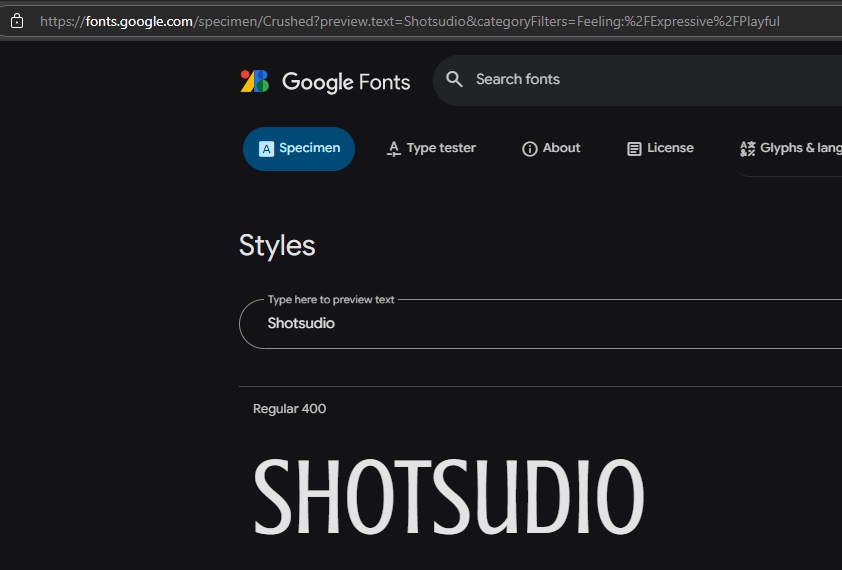 https://fonts.google.com/specimen/Crushed?preview.text=Shotsudio&categoryFilters=Feeling:%2FExpressive%2FPlayful
Google Fonts
Search fonts
Specimen
Type tester
About
License
Glyphs & lang
Styles
Type here to preview text
Shotsudio
Regular 400
SHOTSUDIO